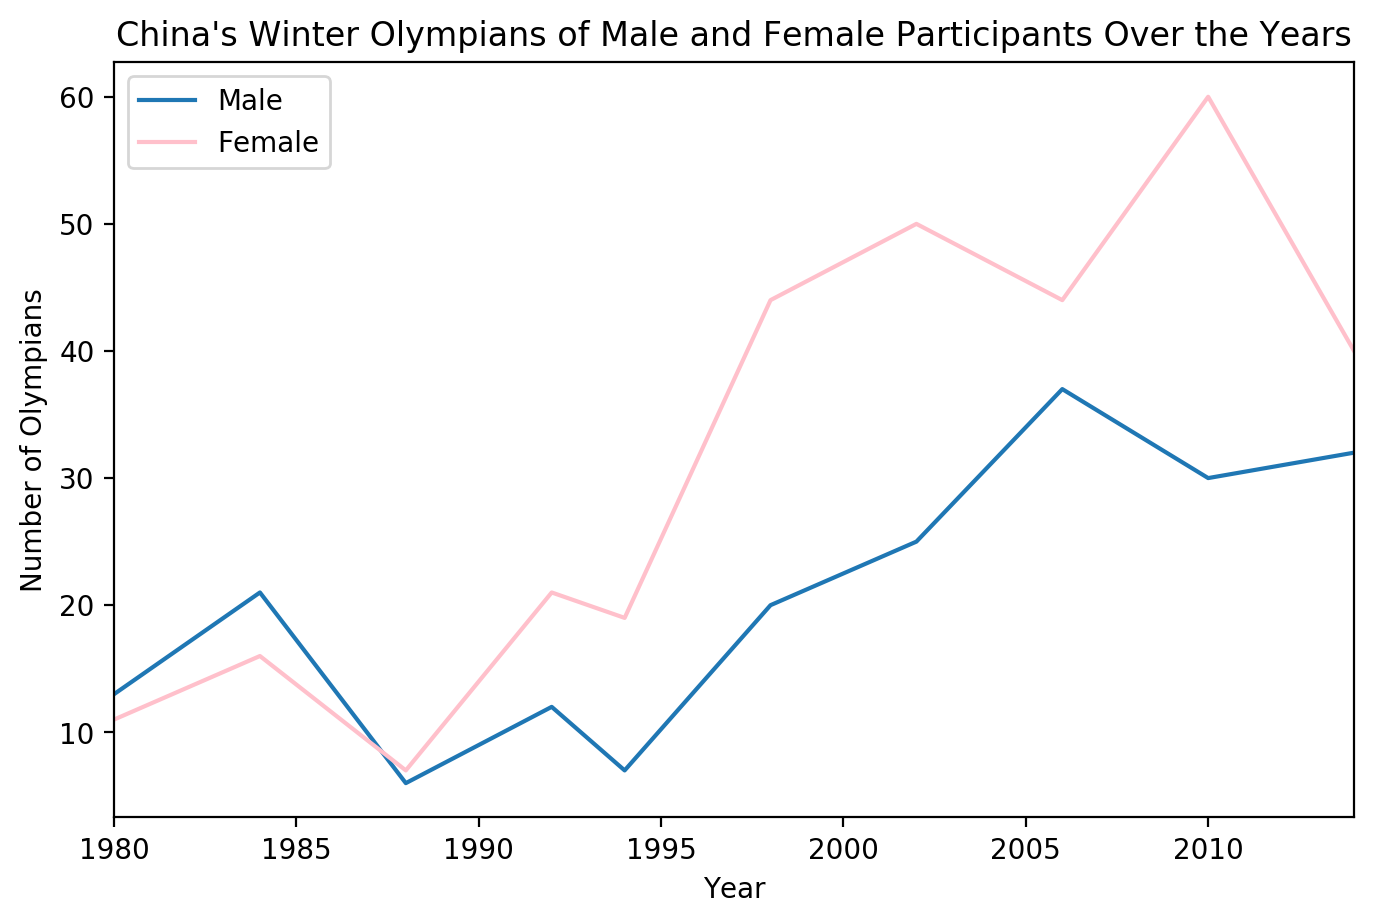 China's Winter Olympians of Male and Female Participants Over the Years
Male
Female
60
50
40
30
20
10
Number of Olympians
1980 1985 1990 1995 2000 2005 2010
Year